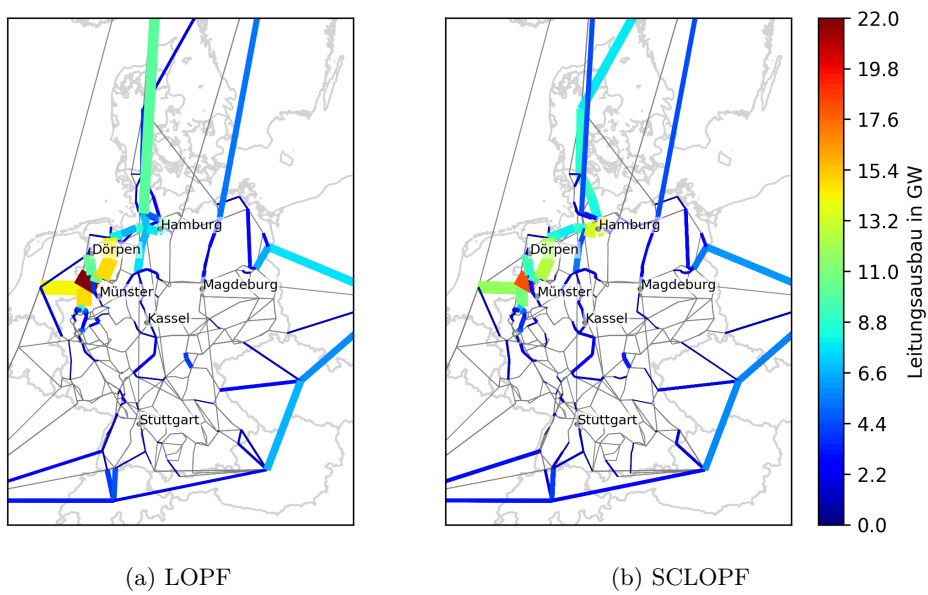 Hamburg
Dörpen
Münster
Magdeburg
Kassel
Stuttgart
(a) LOPF
Hamburg
Dörpen
Münster
Magdeburg
Kassel
Stuttgart
(b) SCLOPF
22.0
19.8
17.6
15.4
13.2
11.0
8.8
6.6
4.4
2.2
0.0
Leitungsausbau in GW